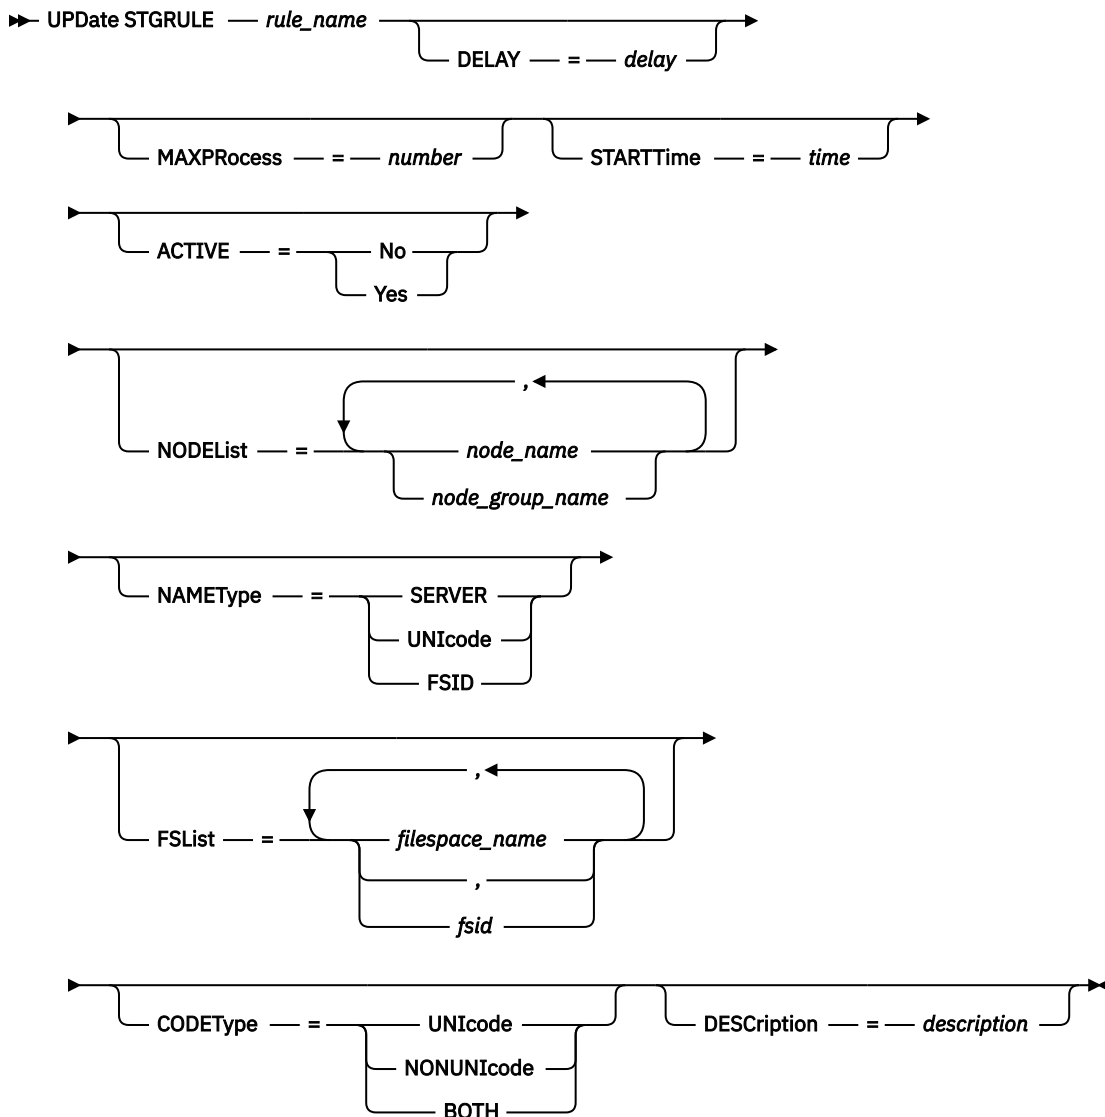 UPDate STGRULE rule_name
DELAY = delay
MAXPRocess = number STARTTime = time
ACTIVE = No
Yes
,
NODEList = node_name
node_group_name
NAMEType = SERVER
UNIcode
FSID
,
FSList = filespace_name
,
fsid
CODEType = UNIcode DESCription = description
NONUNIcode
BOTH